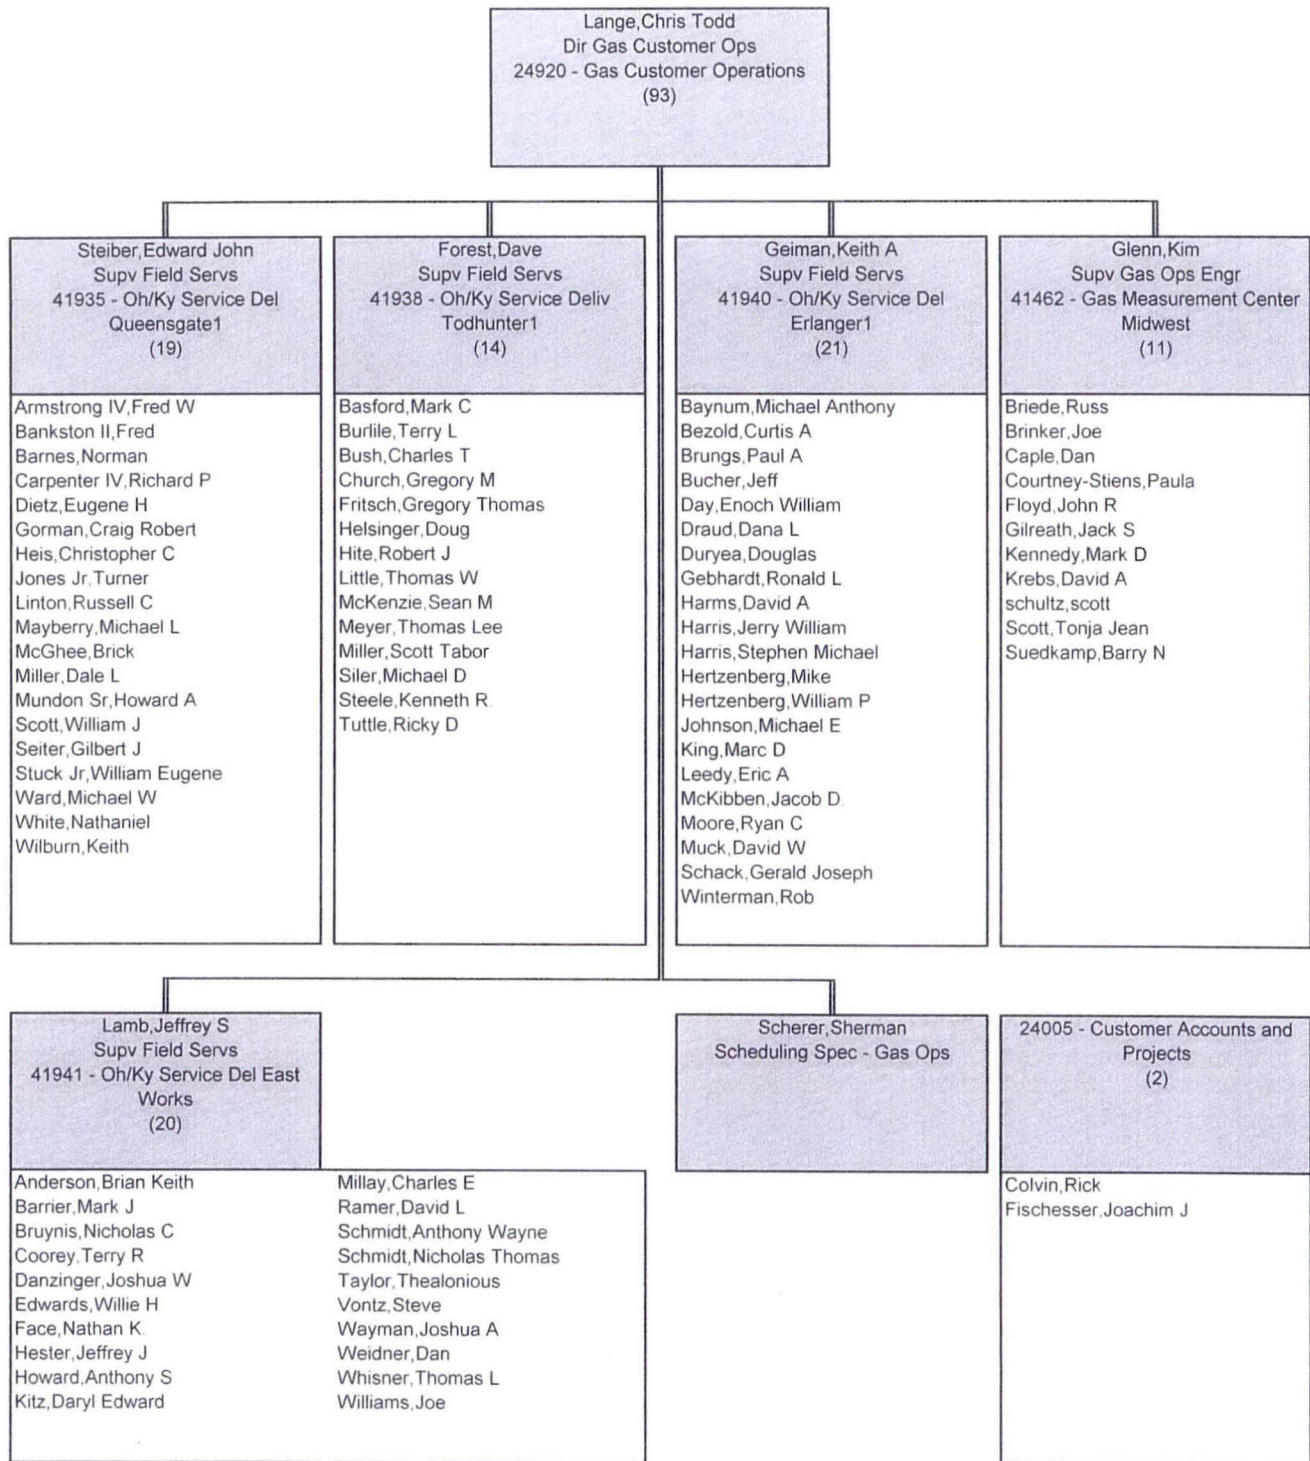 Lange,Chris Todd
Dir Gas Customer Ops
24920 - Gas Customer Operations
(93)
Steiber,Edward John
Supv Field Servs
41935 - Oh/Ky Service Del
Queensgate1
(19)
Armstrong IV,Fred W
Bankston II,Fred
Barnes,Norman
Carpenter IV,Richard P
Dietz,Eugene H
Gorman,Craig Robert
Heis,Christopher C
Jones Jr,Turner
Linton,Russell C
Mayberry,Michael L
McGhee,Brick
Miller,Dale L
Mundon Sr,Howard A
Scott,William J
Seiter,Gilbert J
Stuck Jr,William Eugene
Ward,Michael W
White,Nathaniel
Wilburn,Keith
Forest,Dave
Supv Field Servs
41938 - Oh/Ky Service Deliv
Todhunter1
(14)
Basford,Mark C
Burlile,Terry L
Bush,Charles T
Church,Gregory M
Fritsch,Gregory Thomas
Helsinger,Doug
Hite,Robert J
Little,Thomas W
McKenzie,Sean M
Meyer,Thomas Lee
Miller,Scott Tabor
Siler,Michael D
Steele,Kenneth R.
Tuttle,Ricky D
Geiman,Keith A
Supv Field Servs
41940 - Oh/Ky Service Del
Erlanger1
(21)
Baynum,Michael Anthony
Bezold,Curtis A
Brungs,Paul A
Bucher,Jeff
Day,Enoch William
Draud,Dana L
Duryea,Douglas
Gebhardt,Ronald L
Harms,David A
Harris,Jerry William
Harris,Stephen Michael
Hertzenberg,Mike
Hertzenberg,William P
Johnson,Michael E
King,Marc D
Leedy,Eric A
McKibben,Jacob D.
Moore,Ryan C
Muck,David W
Schack,Gerald Joseph
Winterman,Rob
Glenn,Kim
Supv Gas Ops Engr
41462 - Gas Measurement Center
Midwest
(11)
Briede,Russ
Brinker,Joe
Caple,Dan
Courtney-Stiens,Paula
Floyd,John R
Gilreath,Jack S
Kennedy,Mark D
Krebs,David A
schultz,scott
Scott,Tonja Jean
Suedkamp,Barry N
Lamb,Jeffrey S
Supv Field Servs
41941 - Oh/Ky Service Del East
Works
(20)
Anderson,Brian Keith
Barrier,Mark J
Bruynis,Nicholas C
Coorey,Terry R
Danzinger,Joshua W
Edwards,Willie H
Face,Nathan K.
Hester,Jeffrey J
Howard,Anthony S
Kitz,Daryl Edward
Millay,Charles E
Ramer,David L
Schmidt,Anthony Wayne
Schmidt,Nicholas Thomas
Taylor,Thealonious
Vontz,Steve
Wayman,Joshua A
Weidner,Dan
Whisner,Thomas L
Williams,Joe
Scherer,Sherman
Scheduling Spec - Gas Ops
24005 - Customer Accounts and
Projects
(2)
Colvin,Rick
Fischesser,Joachim J